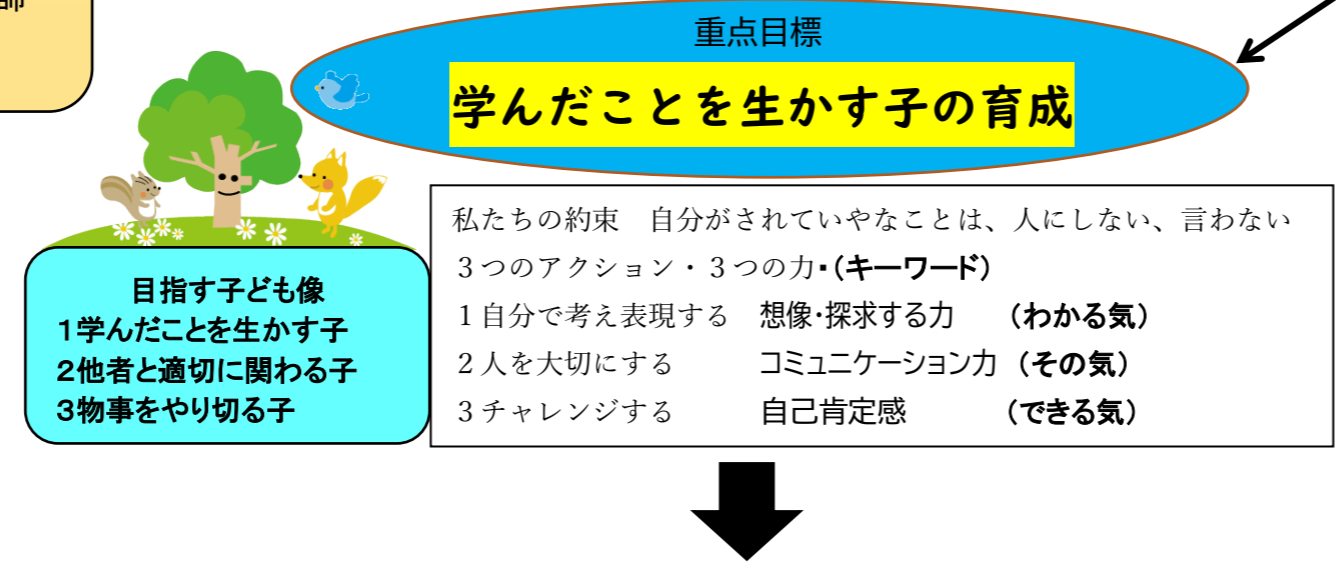 師
重点目標
学んだことを生かす子の育成
私たちの約束　自分がされていやなことは、人にしない、言わない
３つのアクション・３つの力・(キーワード)
１自分で考え表現する　想像・探求する力　（わかる気）
２人を大切にする　コミュニケーション力　（その気）
３チャレンジする　自己肯定感　（できる気）
目指す子ども像
１学んだことを生かす子
２他者と適切に関わる子
３物事をやり切る子